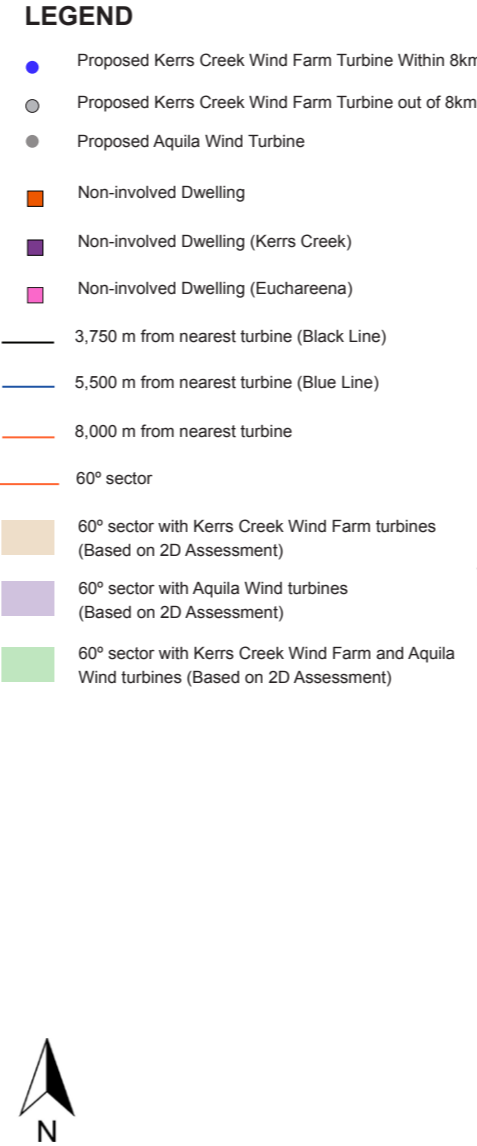 LEGEND
Proposed Kerrs Creek Wind Farm Turbine Within 8km
Proposed Kerrs Creek Wind Farm Turbine out of 8km
Proposed Aquila Wind Turbine
Non-involved Dwelling
Non-involved Dwelling (Kerrs Creek)
Non-involved Dwelling (Euchareena)
3,750 m from nearest turbine (Black Line)
5,500 m from nearest turbine (Blue Line)
8,000 m from nearest turbine
60º sector
60º sector with Kerrs Creek Wind Farm turbines
(Based on 2D Assessment)
60º sector with Aquila Wind turbines
(Based on 2D Assessment)
60º sector with Kerrs Creek Wind Farm and Aquila
Wind turbines (Based on 2D Assessment)
N